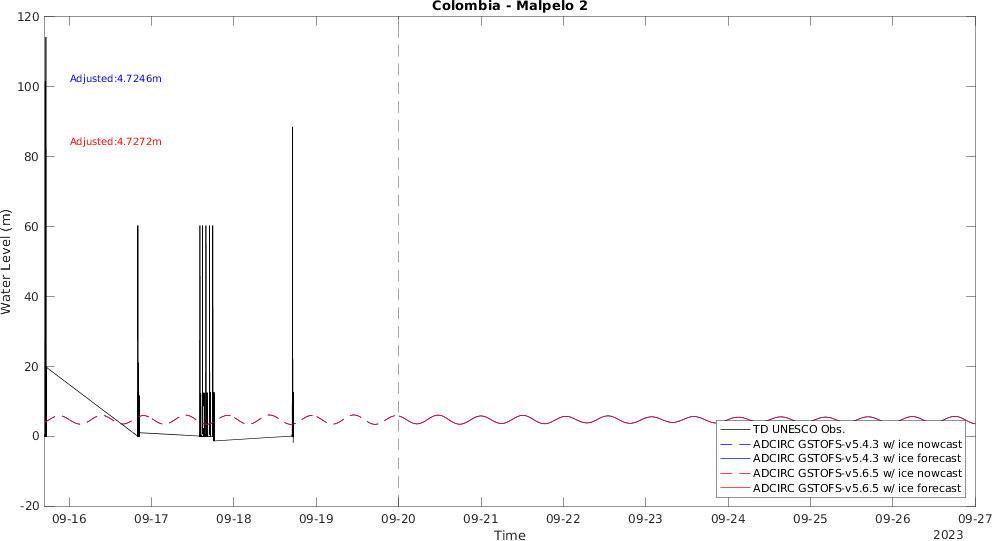 Colombia - Malpelo 2
120
100
80
60
40
20
0
-20
Water Level (m)
Adjusted:4.7246m
Adjusted:4.7272m
TD UNESCO Obs.
ADCIRC GSTOFS-v5.4.3 w/ ice nowcast
ADCIRC GSTOFS-v5.4.3 w/ ice forecast
ADCIRC GSTOFS-v5.6.5 w/ ice nowcast
ADCIRC GSTOFS-v5.6.5 w/ ice forecast
09-16 09-17 09-18 09-19 09-20 09-21 09-22 09-23 09-24 09-25 09-26 09-27
Time
2023